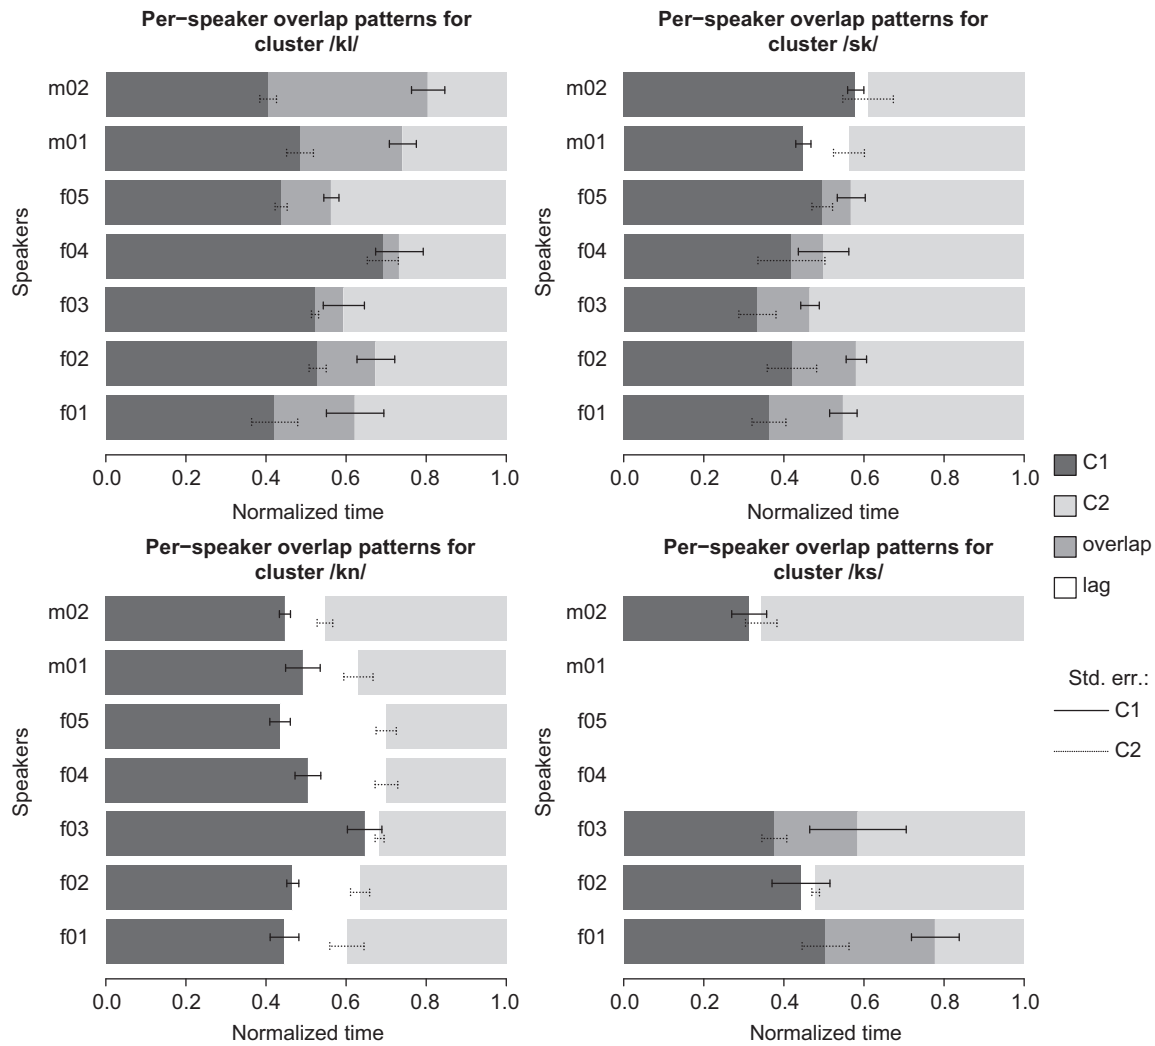 Per−speaker overlap patterns for
cluster /kl/
Speakers
m02
m01
f05
f04
f03
f02
f01
0.0 0.2 0.4 0.6 0.8 1.0
Normalized time
Per−speaker overlap patterns for
cluster /sk/
Speakers
m02
m01
f05
f04
f03
f02
f01
0.0 0.2 0.4 0.6 0.8 1.0
Normalized time
Per−speaker overlap patterns for
cluster /kn/
Speakers
m02
m01
f05
f04
f03
f02
f01
0.0 0.2 0.4 0.6 0.8 1.0
Normalized time
Per−speaker overlap patterns for
cluster /ks/
Speakers
m02
m01
f05
f04
f03
f02
f01
0.0 0.2 0.4 0.6 0.8 1.0
Normalized time
C1
C2
overlap
lag
Std. err.:
C1
C2